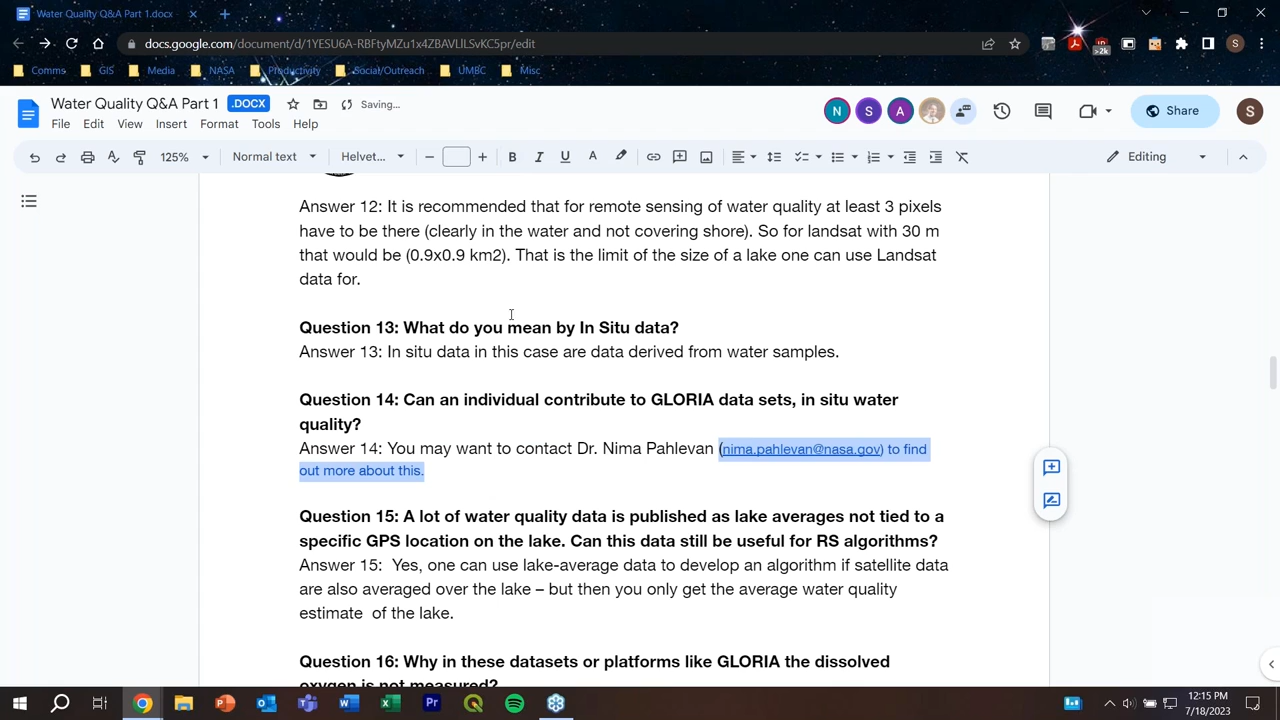 Water Quality Q&A Part 1.docx
docs.google.com/document/d/1YESU6A-RBFtyMZu1x4ZBAVLlLSvKC5pr/edit
>2k
S
Comms GIS Media NASA Productivity Social/Outreach UMBC Misc
Water Quality Q&A Part 1 .DOCX Saving...
N S A Share S
File Edit View Insert Format Tools Help
125% Normal text Helvet... B I U A Editing
Answer 12: It is recommended that for remote sensing of water quality at least 3 pixels
have to be there (clearly in the water and not covering shore). So for landsat with 30 m
that would be (0.9x0.9 km2). That is the limit of the size of a lake one can use Landsat
data for.
Question 13: What do you mean by In Situ data?
Answer 13: In situ data in this case are data derived from water samples.
Question 14: Can an individual contribute to GLORIA data sets, in situ water
quality?
Answer 14: You may want to contact Dr. Nima Pahlevan (nima.pahlevan@nasa.gov) to find
out more about this.
Question 15: A lot of water quality data is published as lake averages not tied to a
specific GPS location on the lake. Can this data still be useful for RS algorithms?
Answer 15:  Yes, one can use lake-average data to develop an algorithm if satellite data
are also averaged over the lake – but then you only get the average water quality
estimate  of the lake.
Question 16: Why in these datasets or platforms like GLORIA the dissolved
oxygen is not measured?
12:15 PM
7/18/2023